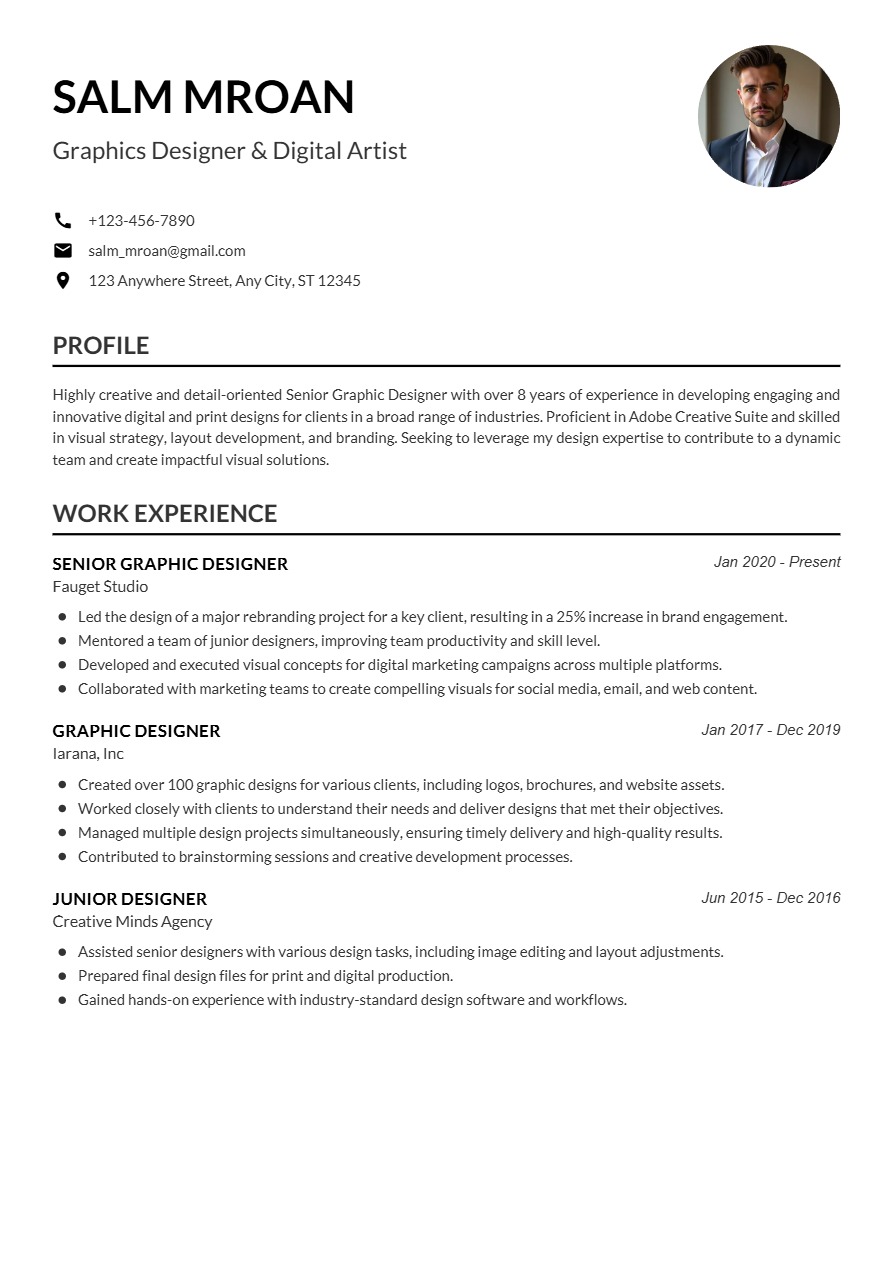 SALM MROAN
Graphics Designer & Digital Artist
+123-456-7890
salm_mroan@gmail.com
123 Anywhere Street, Any City, ST 12345
PROFILE
Highly creative and detail-oriented Senior Graphic Designer with over 8 years of experience in developing engaging and
innovative digital and print designs for clients in a broad range of industries. Proficient in Adobe Creative Suite and skilled
in visual strategy, layout development, and branding. Seeking to leverage my design expertise to contribute to a dynamic
team and create impactful visual solutions.
WORK EXPERIENCE
SENIOR GRAPHIC DESIGNER Jan 2020 - Present
Fauget Studio
● Led the design of a major rebranding project for a key client, resulting in a 25% increase in brand engagement.
● Mentored a team of junior designers, improving team productivity and skill level.
● Developed and executed visual concepts for digital marketing campaigns across multiple platforms.
● Collaborated with marketing teams to create compelling visuals for social media, email, and web content.
GRAPHIC DESIGNER Jan 2017 - Dec 2019
Iarana, Inc
● Created over 100 graphic designs for various clients, including logos, brochures, and website assets.
● Worked closely with clients to understand their needs and deliver designs that met their objectives.
● Managed multiple design projects simultaneously, ensuring timely delivery and high-quality results.
● Contributed to brainstorming sessions and creative development processes.
JUNIOR DESIGNER Jun 2015 - Dec 2016
Creative Minds Agency
● Assisted senior designers with various design tasks, including image editing and layout adjustments.
● Prepared final design files for print and digital production.
● Gained hands-on experience with industry-standard design software and workflows.